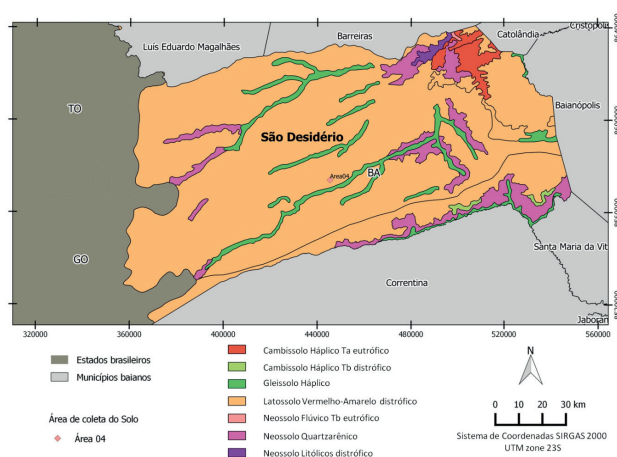 Cristopolis
Barreiras
Catolândia
Luís Eduardo Magalhães
Baianópolis
TO
São Desidério
Área04
BA
GO
Santa Maria da Vit
Correntina
Jaboran
320000
360000
400000
440000
480000
520000
560000
Estados brasileiros
Municípios baianos
Área de coleta do Solo
Área 04
Cambissolo Háplico Ta eutrófico
Cambissolo Háplico Tb distrófico
Gleissolo Háplico
Latossolo Vermelho-Amarelo distrófico
Neossolo Flúvico Tb eutrófico
Neossolo Quartzarênico
Neossolo Litólicos distrófico
N
0 10 20 30 km
Sistema de Coordenadas SIRGAS 2000
UTM zone 23S